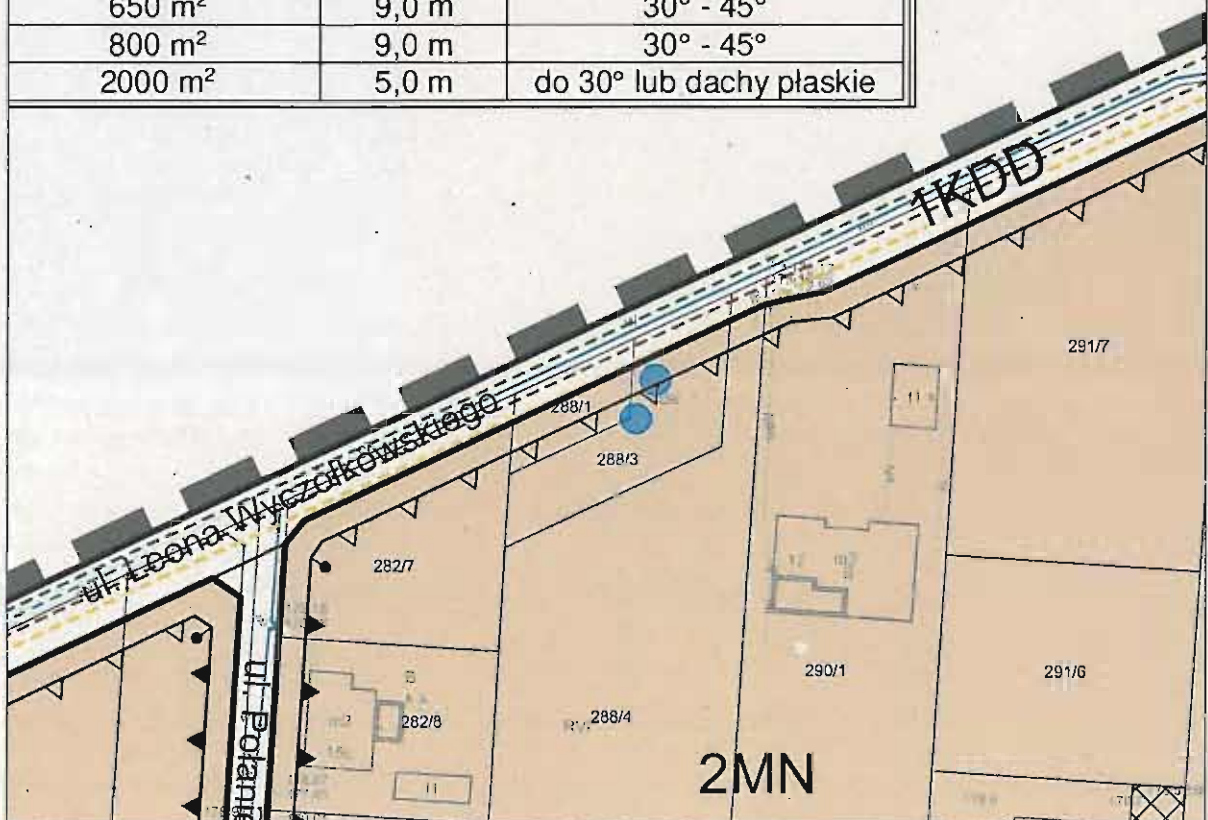 650 m² 9,0 m 30° - 45°
800 m² 9,0 m 30° - 45°
2000 m² 5,0 m do 30° lub dachy płaskie
1KDD
291/7
288/1
288/3
ul. Leona Wyczółkowskiego
282/7
290/1
291/6
282/8
288/4
2MN